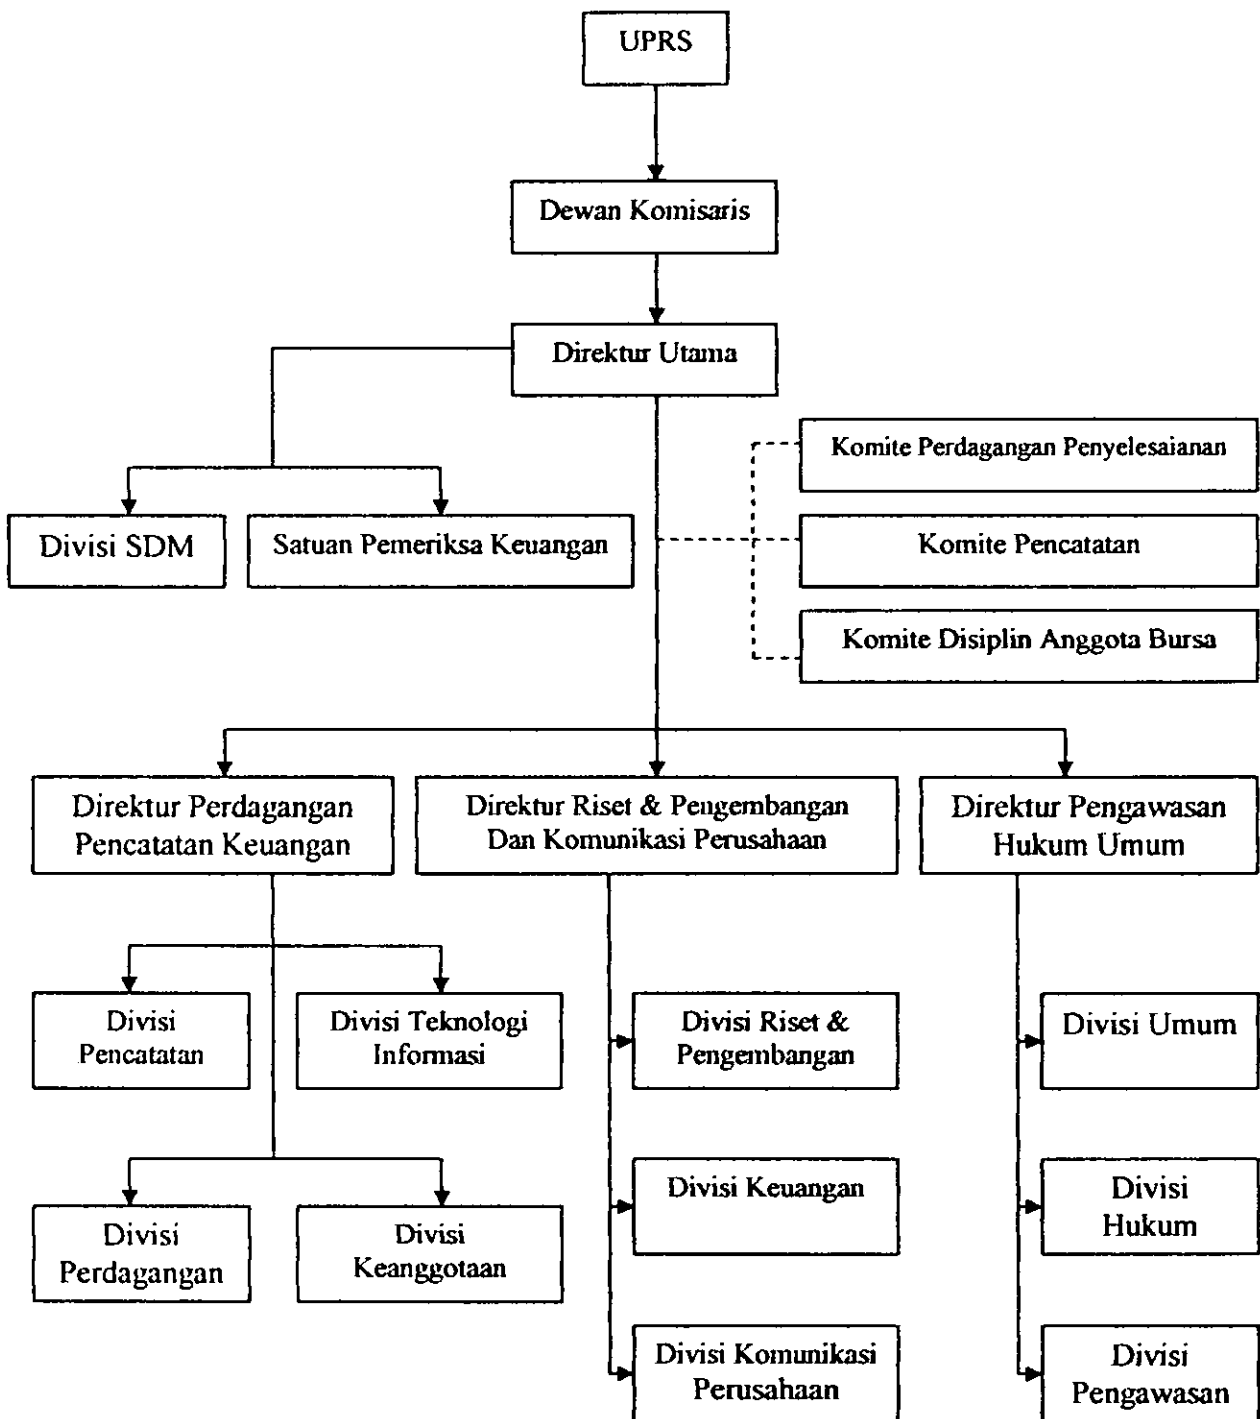 UPRS
Dewan Komisaris
Direktur Utama
Komite Perdagangan Penyelesaianan
Divisi SDM
Satuan Pemeriksa Keuangan
Komite Pencatatan
Komite Disiplin Anggota Bursa
Direktur Perdagangan
Pencatatan Keuangan
Direktur Riset & Pengembangan
Dan Komunikasi Perusahaan
Direktur Pengawasan
Hukum Umum
Divisi
Pencatatan
Divisi Teknologi
Informasi
Divisi Riset &
Pengembangan
Divisi Umum
Divisi
Perdagangan
Divisi
Keanggotaan
Divisi Keuangan
Divisi
Hukum
Divisi Komunikasi
Perusahaan
Divisi
Pengawasan